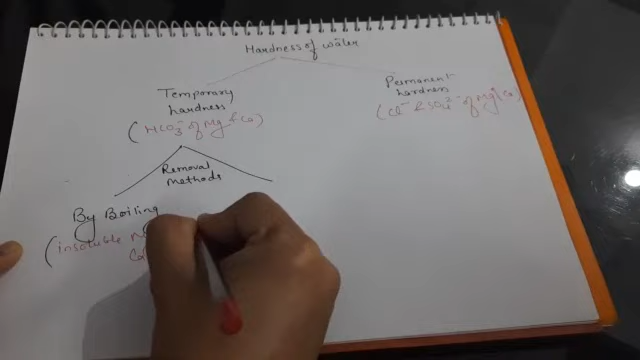 Hardness of water
Temporary
hardness
(HCO3⁻ of Mg & Ca)
Permanent
hardness
(Cl⁻ & SO4²⁻ of Mg & Ca)
Removal
Methods
By Boiling
(insoluble